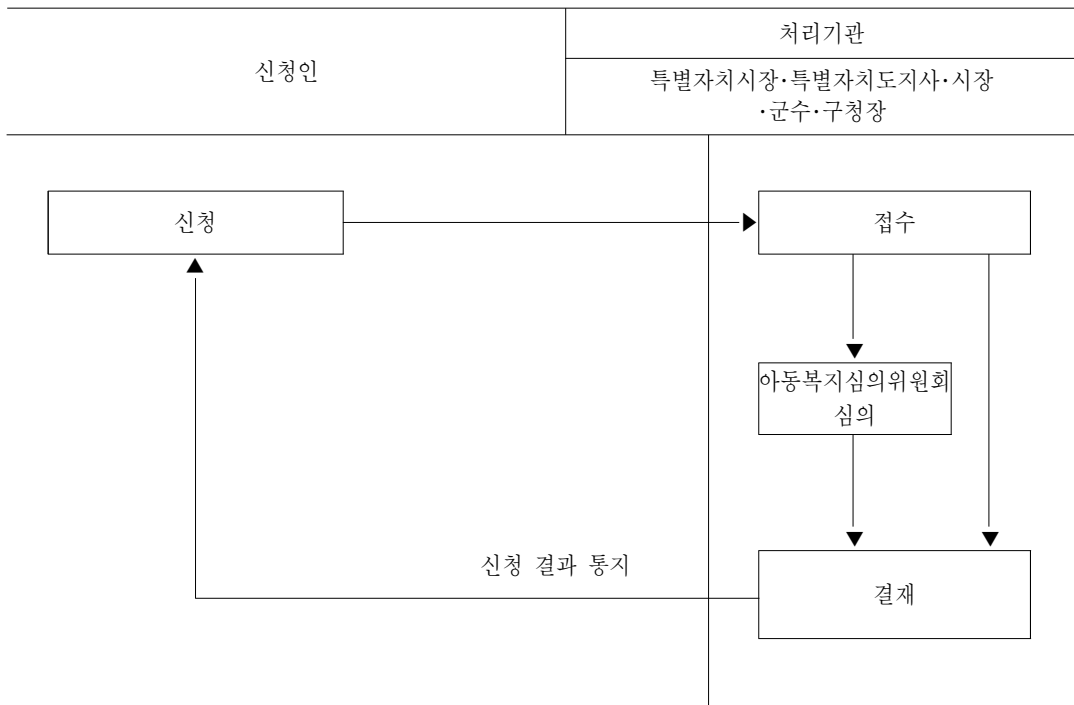 신청인
처리기관
특별자치시장·특별자치도지사·시장
·군수·구청장
신청
접수
아동복지심의위원회
심의
신청 결과 통지
결재